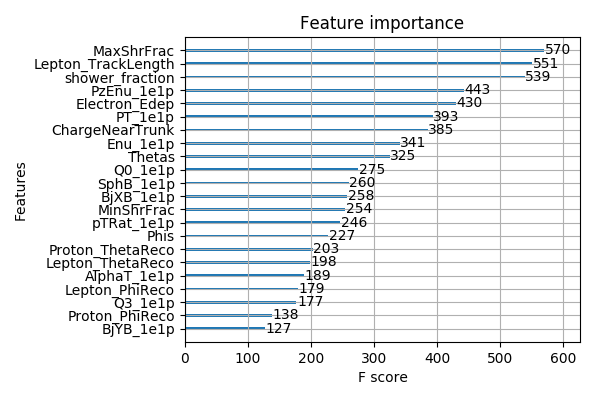 Feature importance
MaxShrFrac 570
Lepton_TrackLength 551
shower_fraction 539
PzEnu_1e1p 443
Electron_Edep 430
PT_1e1p 393
ChargeNearTrunk 385
Enu_1e1p 341
Thetas 325
Q0_1e1p 275
SphB_1e1p 260
BjXB_1e1p 258
MinShrFrac 254
pTRat_1e1p 246
Phis 227
Proton_ThetaReco 203
Lepton_ThetaReco 198
AlphaT_1e1p 189
Lepton_PhiReco 179
Q3_1e1p 177
Proton_PhiReco 138
BjYB_1e1p 127
Features
0 100 200 300 400 500 600
F score